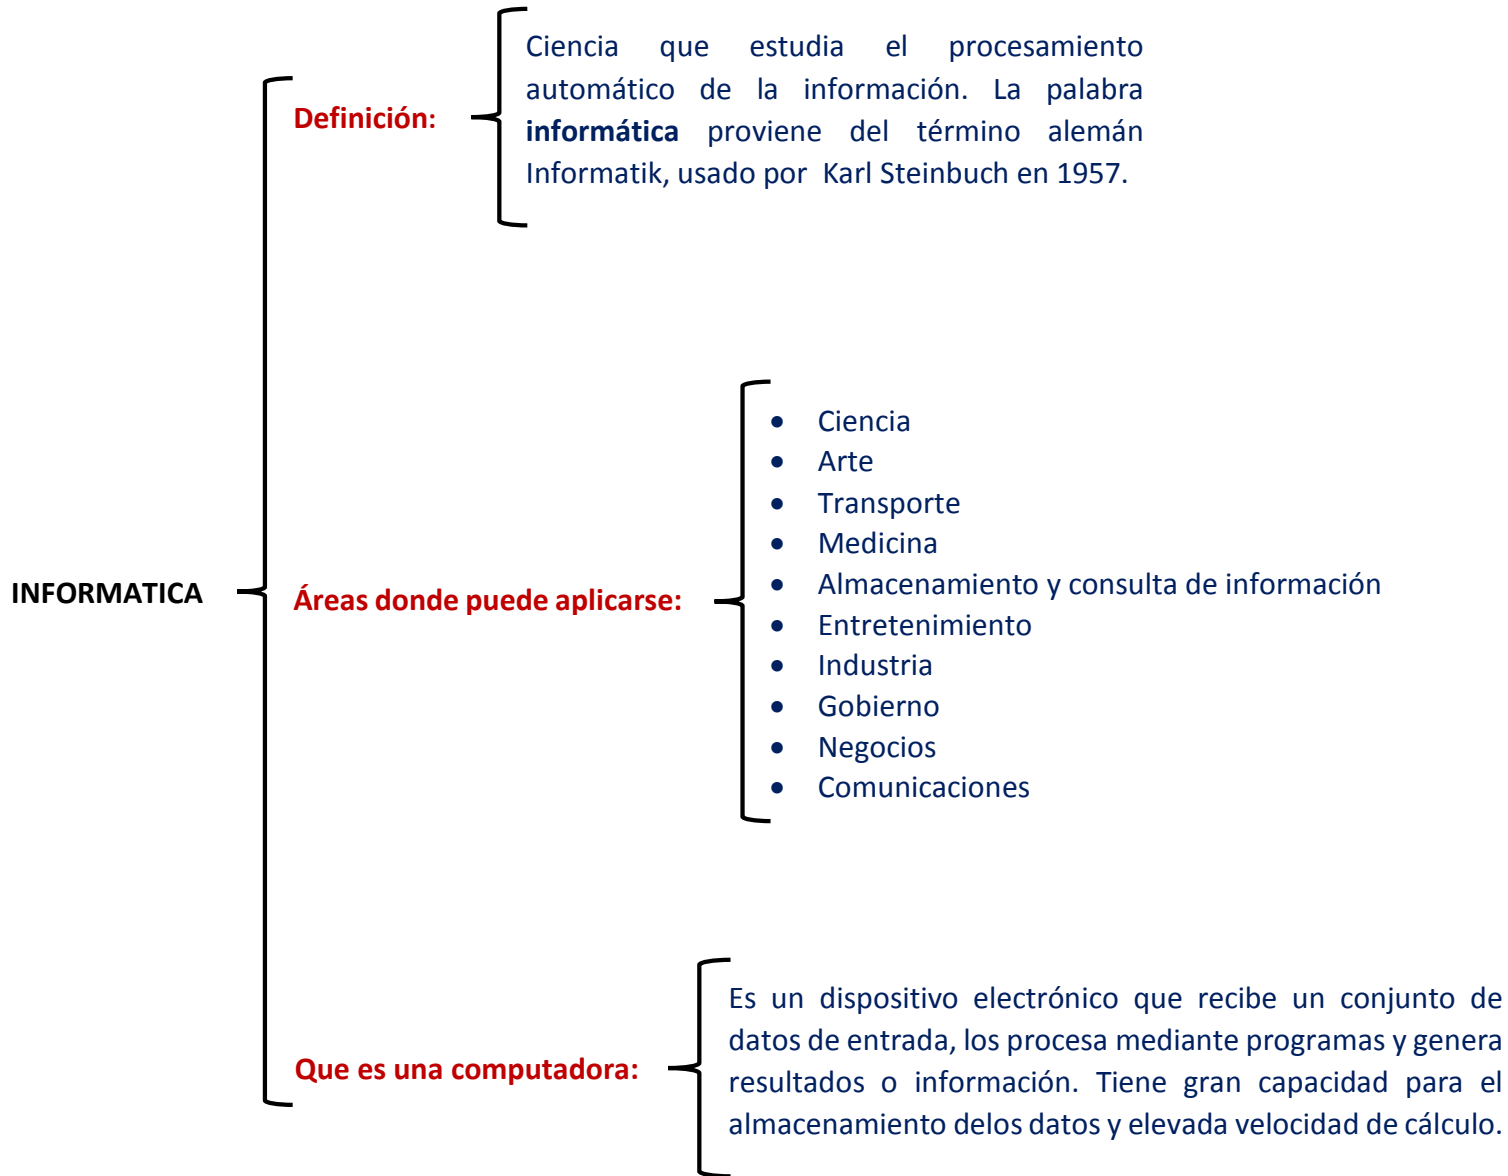 Ciencia que estudia el procesamiento
automático de la información. La palabra
Definición:
informática proviene del término alemán
Informatik, usado por Karl Steinbuch en 1957.
INFORMATICA
Áreas donde puede aplicarse:
• Ciencia
• Arte
• Transporte
• Medicina
• Almacenamiento y consulta de información
• Entretenimiento
• Industria
• Gobierno
• Negocios
• Comunicaciones
Que es una computadora:
Es un dispositivo electrónico que recibe un conjunto de
datos de entrada, los procesa mediante programas y genera
resultados o información. Tiene gran capacidad para el
almacenamiento delos datos y elevada velocidad de cálculo.